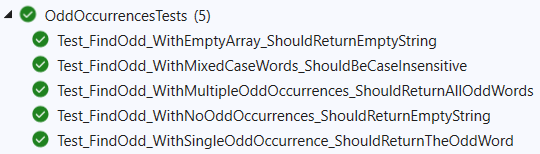 OddOccurrencesTests (5)
Test_FindOdd_WithEmptyArray_ShouldReturnEmptyString
Test_FindOdd_WithMixedCaseWords_ShouldBeCaseInsensitive
Test_FindOdd_WithMultipleOddOccurrences_ShouldReturnAllOddWords
Test_FindOdd_WithNoOddOccurrences_ShouldReturnEmptyString
Test_FindOdd_WithSingleOddOccurrence_ShouldReturnTheOddWord